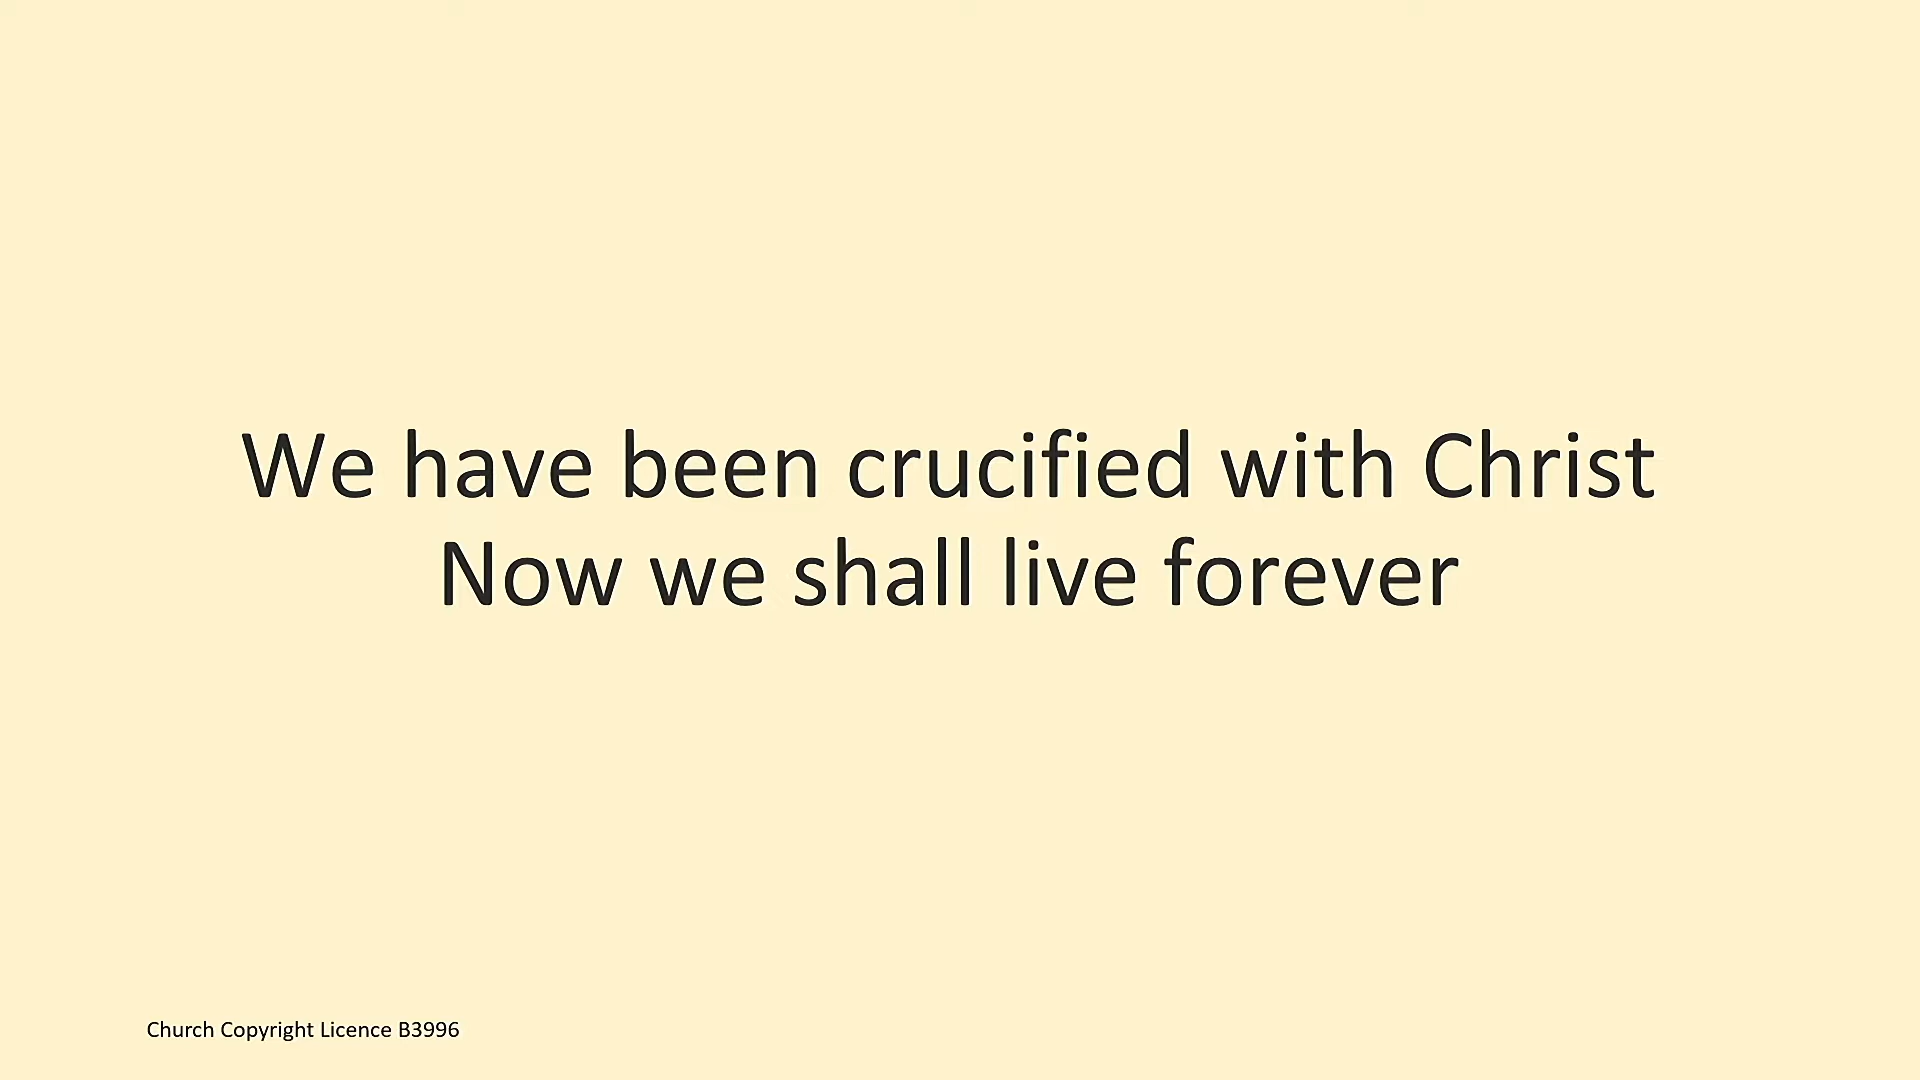 We have been crucified with Christ
Now we shall live forever
Church Copyright Licence B3996